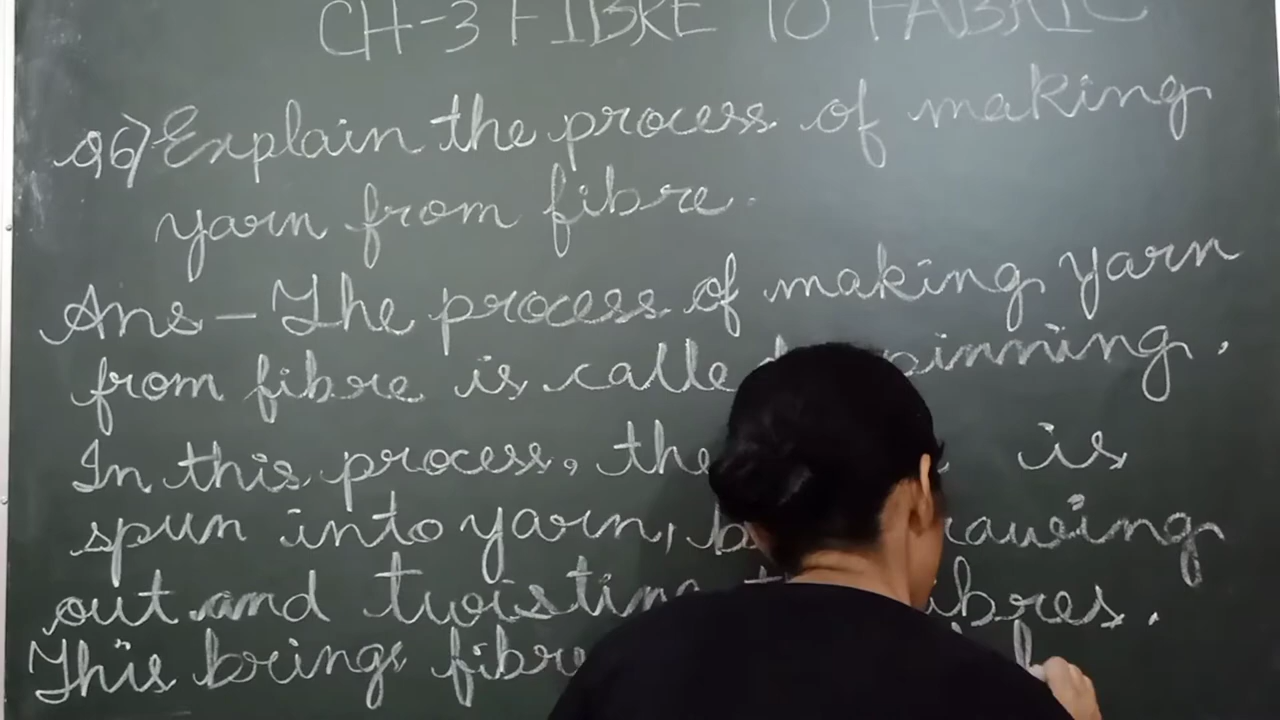 CH-3 FIBRE TO FABRIC
Q6) Explain the process of making
yarn from fibre.
Ans - The process of making yarn
from fibre is called spinning.
In this process, the is
spun into yarn, by drawing
out and twisting the fibres.
This brings fibre